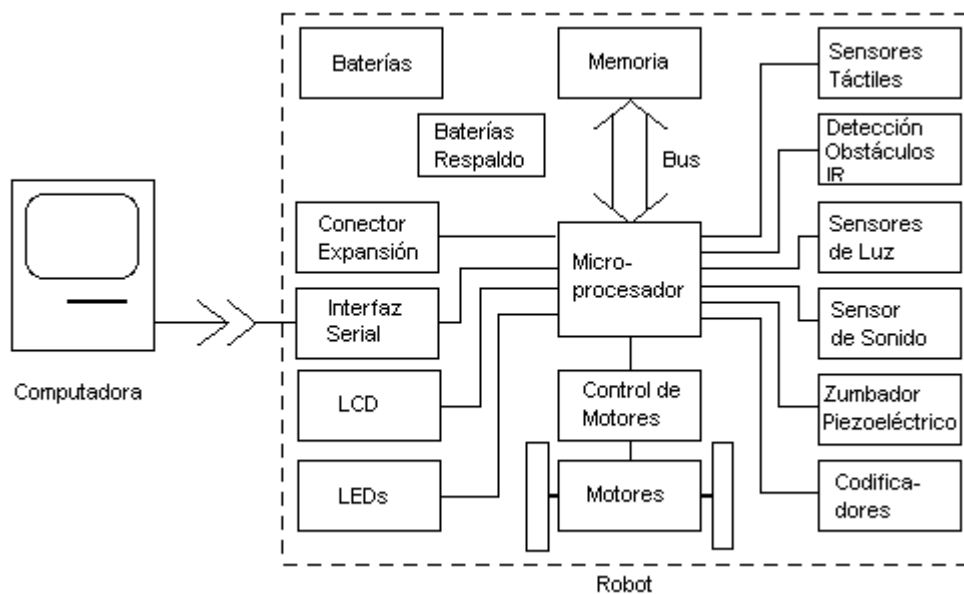 Baterías
Memoria
Sensores
Táctiles
Baterías
Respaldo
Bus
Detección
Obstáculos
IR
Conector
Expansión
Micro-
procesador
Sensores
de Luz
Interfaz
Serial
Sensor
de Sonido
Computadora
LCD
Control de
Motores
Zumbador
Piezoeléctrico
LEDs
Motores
Codifica-
dores
Robot